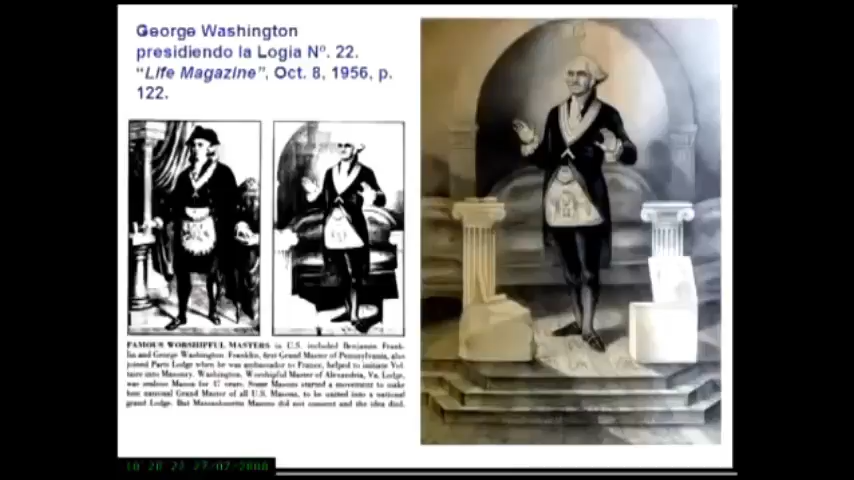 George Washington
presidiendo la Logia Nº. 22.
“Life Magazine”, Oct. 8, 1956, p.
122.
FAMOUS WORSHIPFUL MASTERS in U.S. included Benjamin Frank-
lin and George Washington. Franklin, first Grand Master of Pennsylvania, also
joined Paris Lodge when he was ambassador to France, helped to initiate Vol-
taire into Masonry. Washington, Worshipful Master of Alexandria, Va. Lodge,
was zealous Mason for 47 years. Some Masons started a movement to make
him national Grand Master of all U.S. Masons, to be united into a national
grand Lodge. But Massachusetts Masons did not consent and the idea died.
27/02/2000